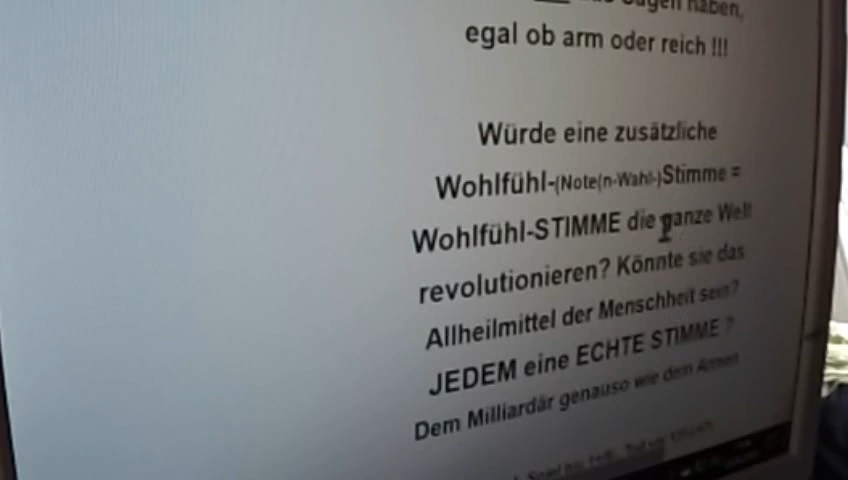 haben,
egal ob arm oder reich !!!
Würde eine zusätzliche
Wohlfühl-(Note(n-Wahl-)Stimme =
Wohlfühl-STIMME die ganze Welt
revolutionieren? Könnte sie das
Allheilmittel der Menschheit sein?
JEDEM eine ECHTE STIMME ?
Dem Milliardär genauso wie dem Armen